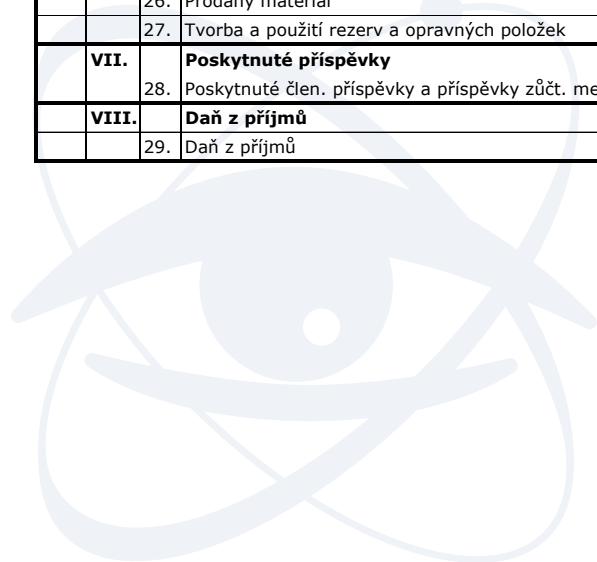 26. Prodaný materiál
27. Tvorba a použití rezerv a opravných položek
VII. Poskytnuté příspěvky
28. Poskytnuté člen. příspěvky a příspěvky zúčt.
VIII. Daň z příjmů
29. Daň z příjmů